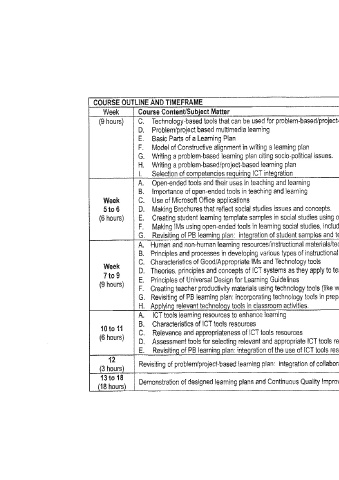 COURSE OUTLINE AND TIMEFRAME
Week Course Content/Subject Matter
(9 hours) C. Technology-based tools that can be used for problem-based/project-
D. Problem/project based multimedia learning
E. Basic Parts of a Learning Plan
F. Model of Constructive alignment in writing a learning plan
G. Writing a problem-based learning plan citing socio-political issues.
H. Writing a problem-based/project-based learning plan
I. Selection of competencies requiring ICT integration
Week
5 to 6
(6 hours)
A. Open-ended tools and their uses in teaching and learning
B. Importance of open-ended tools in teaching and learning
C. Use of Microsoft Office applications
D. Making Brochures that reflect social studies issues and concepts.
E. Creating student learning template samples in social studies using o
F. Making IMs using open-ended tools in learning social studies, includ
G. Revisiting of PB learning plan: Integration of student samples and te
Week
7 to 9
(9 hours)
A. Human and non-human learning resources/instructional materials/tec
B. Principles and processes in developing various types of instructional
C. Characteristics of Good/Appropriate IMs and Technology tools
D. Theories, principles and concepts of ICT systems as they apply to te
E. Principles of Universal Design for Learning Guidelines
F. Creating teacher productivity materials using technology tools (like w
G. Revisiting of PB learning plan: Incorporating technology tools in prep
H. Applying relevant technology tools in classroom activities.
10 to 11
(6 hours)
A. ICT tools learning resources to enhance learning
B. Characteristics of ICT tools resources
C. Relevance and appropriateness of ICT tools resources
D. Assessment tools for selecting relevant and appropriate ICT tools re
E. Revisiting of PB learning plan: integration of the use of ICT tools res
12
(3 hours)
Revisiting of problem/project-based learning plan: integration of collabor
13 to 18
(18 hours)
Demonstration of designed learning plans and Continuous Quality Improv